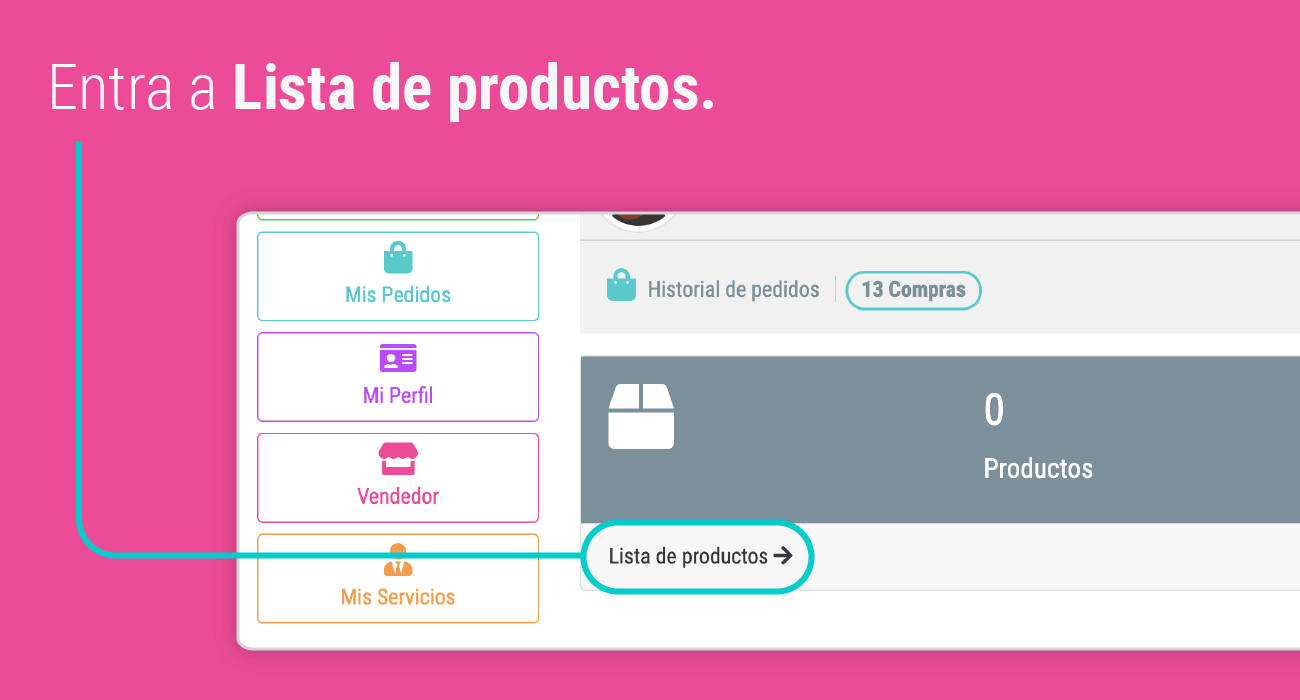 Entra a Lista de productos.
Mis Pedidos
Mi Perfil
Vendedor
Mis Servicios
Historial de pedidos
13 Compras
0
Productos
Lista de productos